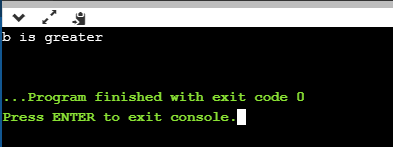 b is greater
...Program finished with exit code 0
Press ENTER to exit console.